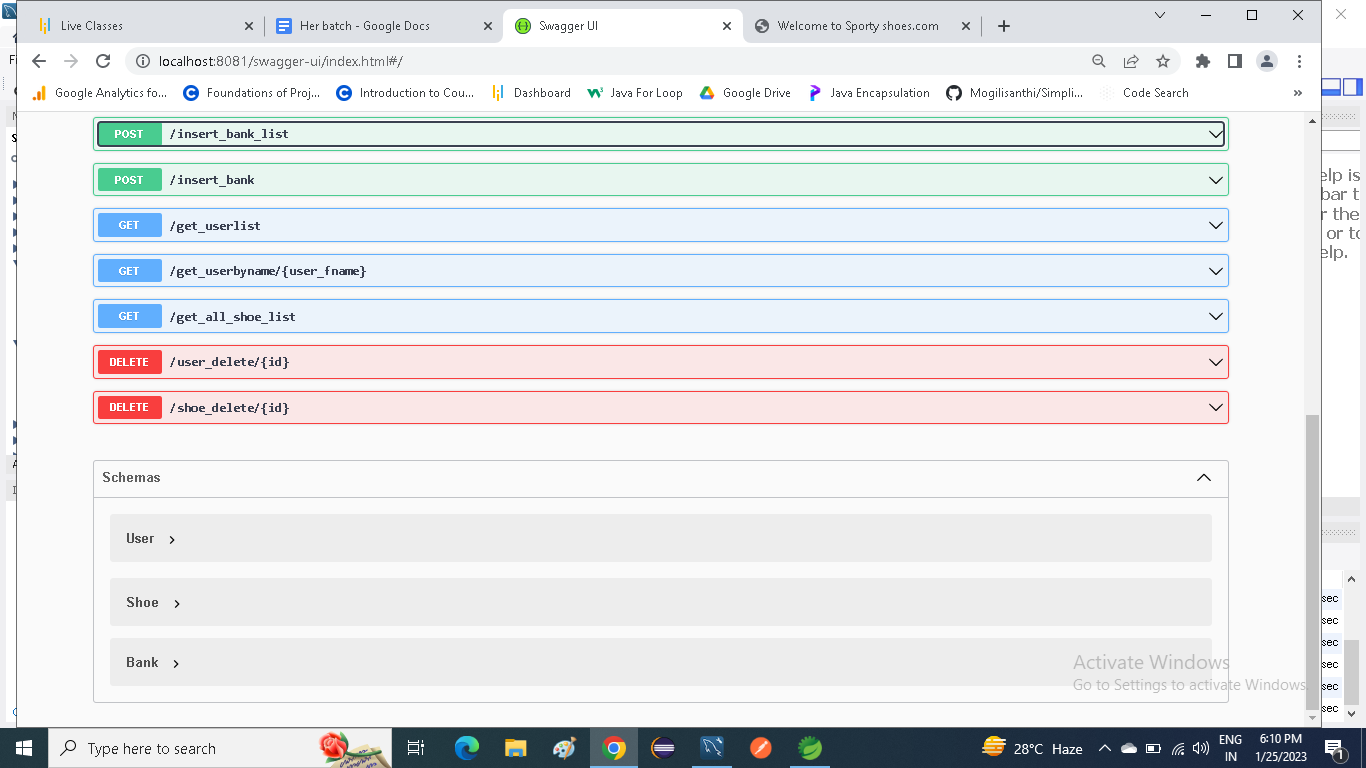 Live Classes
Her batch - Google Docs
Swagger UI
Welcome to Sporty shoes.com
localhost:8081/swagger-ui/index.html#/
Google Analytics fo...
Foundations of Proj...
Introduction to Cou...
Dashboard
Java For Loop
Google Drive
Java Encapsulation
Mogilisanthi/Simpli...
Code Search
»
POST /insert_bank_list
POST /insert_bank
GET /get_userlist
GET /get_userbyname/{user_fname}
GET /get_all_shoe_list
DELETE /user_delete/{id}
DELETE /shoe_delete/{id}
Schemas
User
Shoe
Bank
elp is
bar t
r the
or to
elp.
sec
sec
sec
sec
sec
sec
Activate Windows
Go to Settings to activate Windows.
Type here to search
28°C Haze
ENG
IN
6:10 PM
1/25/2023
1